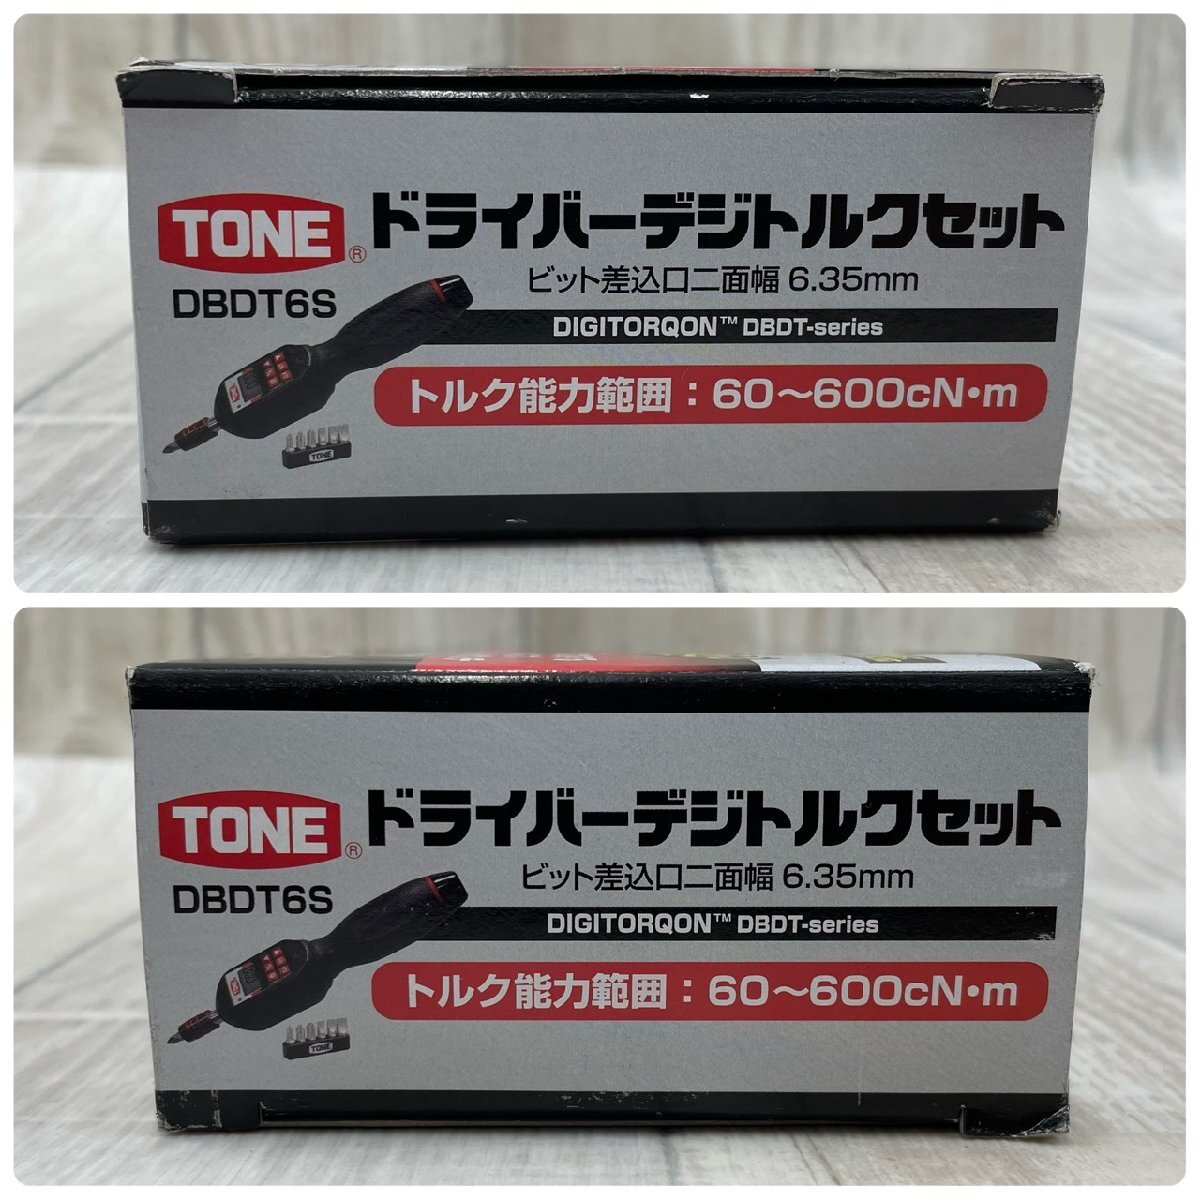 TONE®
ドライバーデジトルクセット
DBDT6S
ビット差込口二面幅 6.35mm
DIGITORQON™ DBDT-series
トルク能力範囲：60～600cN・m
TONE
TONE®
ドライバーデジトルクセット
DBDT6S
ビット差込口二面幅 6.35mm
DIGITORQON™ DBDT-series
トルク能力範囲：60～600cN・m
TONE